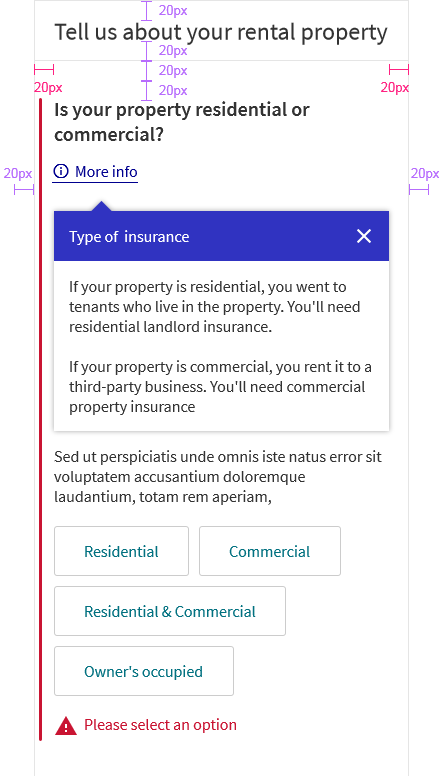 20px
Tell us about your rental property
20px
20px
20px
20px
20px
Is your property residential or
commercial?
More info
20px
20px
Type of insurance
If your property is residential, you went to
tenants who live in the property. You'll need
residential landlord insurance.
If your property is commercial, you rent it to a
third-party business. You'll need commercial
property insurance
Sed ut perspiciatis unde omnis iste natus error sit
voluptatem accusantium doloremque
laudantium, totam rem aperiam,
Residential
Commercial
Residential & Commercial
Owner's occupied
Please select an option